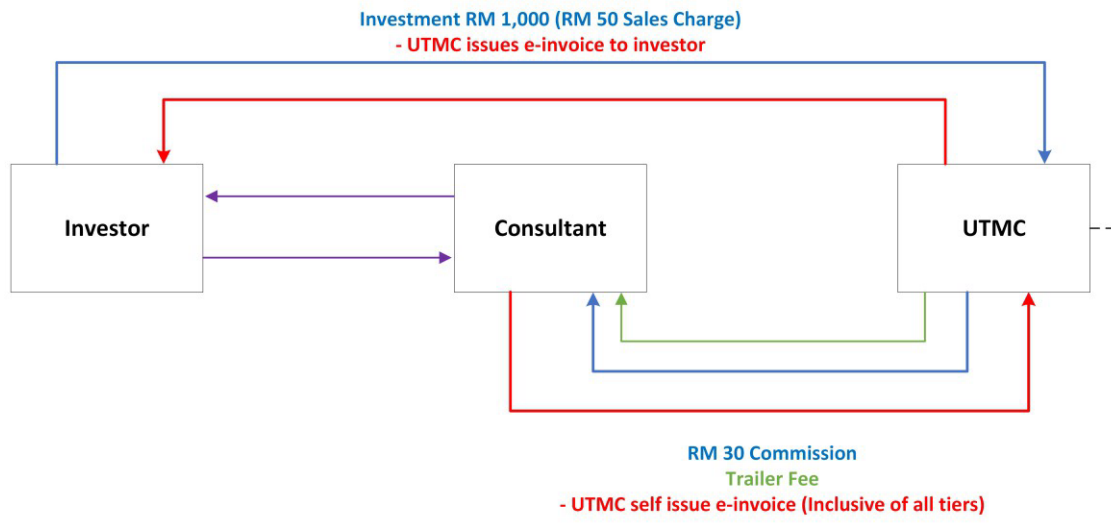 Investment RM 1,000 (RM 50 Sales Charge)
- UTMC issues e-invoice to investor
Investor
Consultant
UTMC
RM 30 Commission
Trailer Fee
- UTMC self issue e-invoice (Inclusive of all tiers)